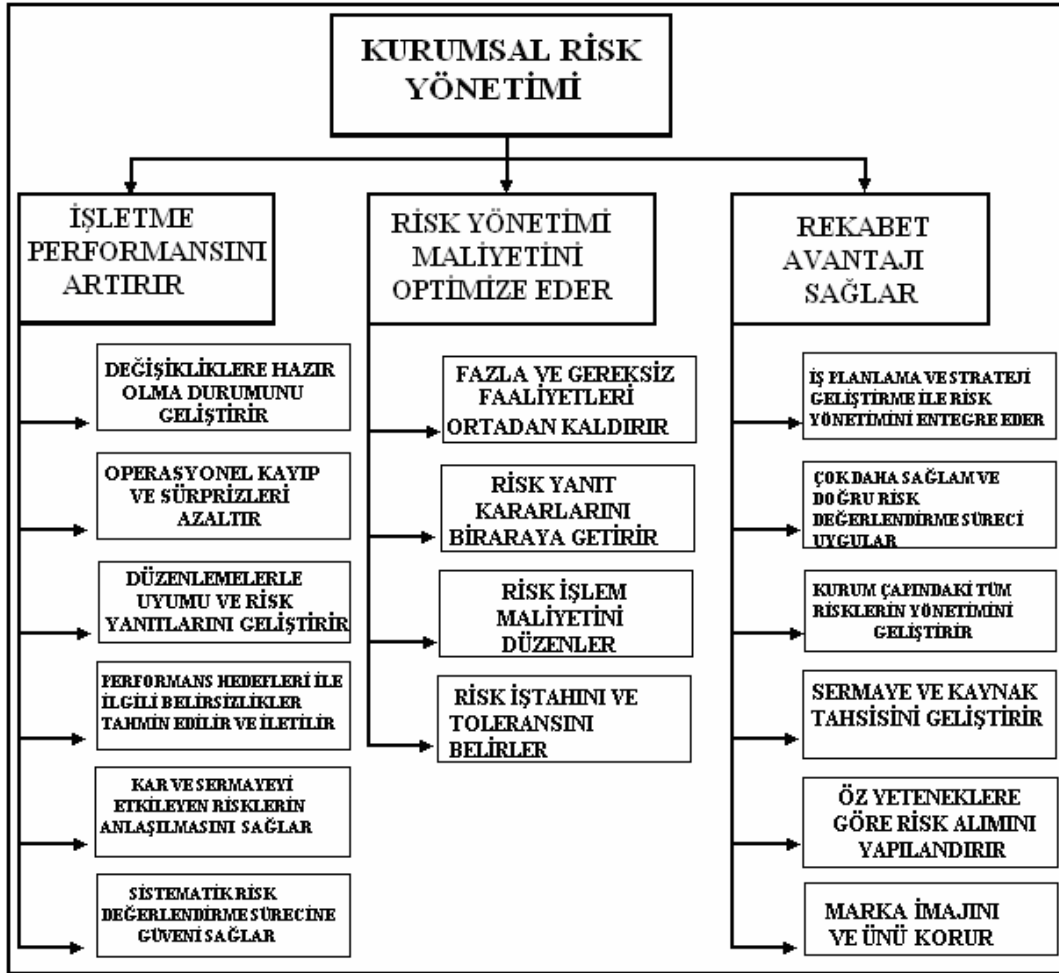 KURUMSAL RİSK
YÖNETİMİ
İŞLETME
PERFORMANSINI
ARTIRIR
DEĞİŞİKLİKLERE HAZIR
OLMA DURUMUNU
GELİŞTİRİR
OPERASYONEL KAYIP
VE SÜRPRİZLERİ
AZALTIR
DÜZENLEMELERLE
UYUMU VE RİSK
YANITLARINI GELİŞTİRİR
PERFORMANS HEDEFLERİ İLE
İLGİLİ BELİRSİZLİKLER
TAHMİN EDİLİR VE İLETİLİR
KAR VE SERMAYEYİ
ETKİLEYEN RİSKLERİN
ANLAŞILMASINI SAĞLAR
SİSTEMATİK RİSK
DEĞERLENDİRME SÜRECİNE
GÜVENİ SAĞLAR
RİSK YÖNETİMİ
MALİYETİNİ
OPTİMİZE EDER
FAZLA VE GEREKSİZ
FAALİYETLERİ
ORTADAN KALDIRIR
RİSK YANIT
KARARLARINI
BİRARAYA GETİRİR
RİSK İŞLEM
MALİYETİNİ
DÜZENLER
RİSK İŞTAHINI VE
TOLERANSINI
BELİRLER
REKABET
AVANTAJI
SAĞLAR
İŞ PLANLAMA VE STRATEJİ
GELİŞTİRME İLE RİSK
YÖNETİMİNİ ENTEGRE EDER
ÇOK DAHA SAĞLAM VE
DOĞRU RİSK
DEĞERLENDİRME SÜRECİ
UYGULAR
KURUM ÇAPINDAKİ TÜM
RİSKLERİN YÖNETİMİNİ
GELİŞTİRİR
SERMAYE VE KAYNAK
TAHSİSİNİ GELİŞTİRİR
ÖZ YETENEKLERE
GÖRE RİSK ALIMINI
YAPILANDIRIR
MARKA İMAJINI
VE ÜNÜ KORUR